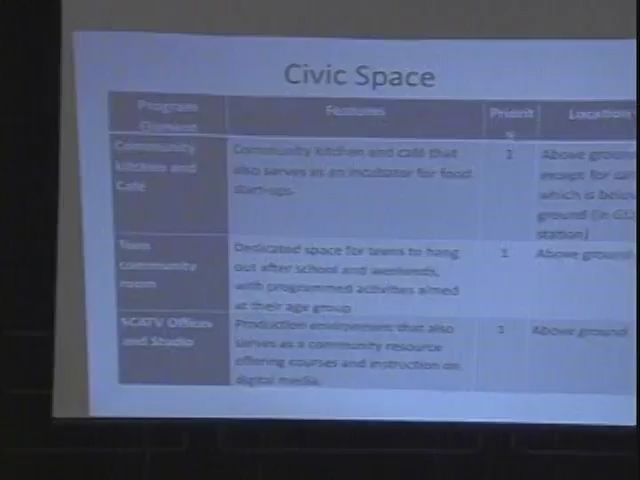 Civic Space
Program
Element
Features
Priorit
y
Location
Community
kitchen and
Café
Community kitchen and café that
also serves as an incubator for food
start-ups.
1
Above ground
except for
which is below
ground (in
station)
Teen
community
room
Dedicated space for teens to hang
out after school and weekends,
with programmed activities aimed
at their age group
1
Above ground
SCATV Offices
and Studio
Production environment that also
serves as a community resource
offering courses and instruction on
digital media.
1
Above ground